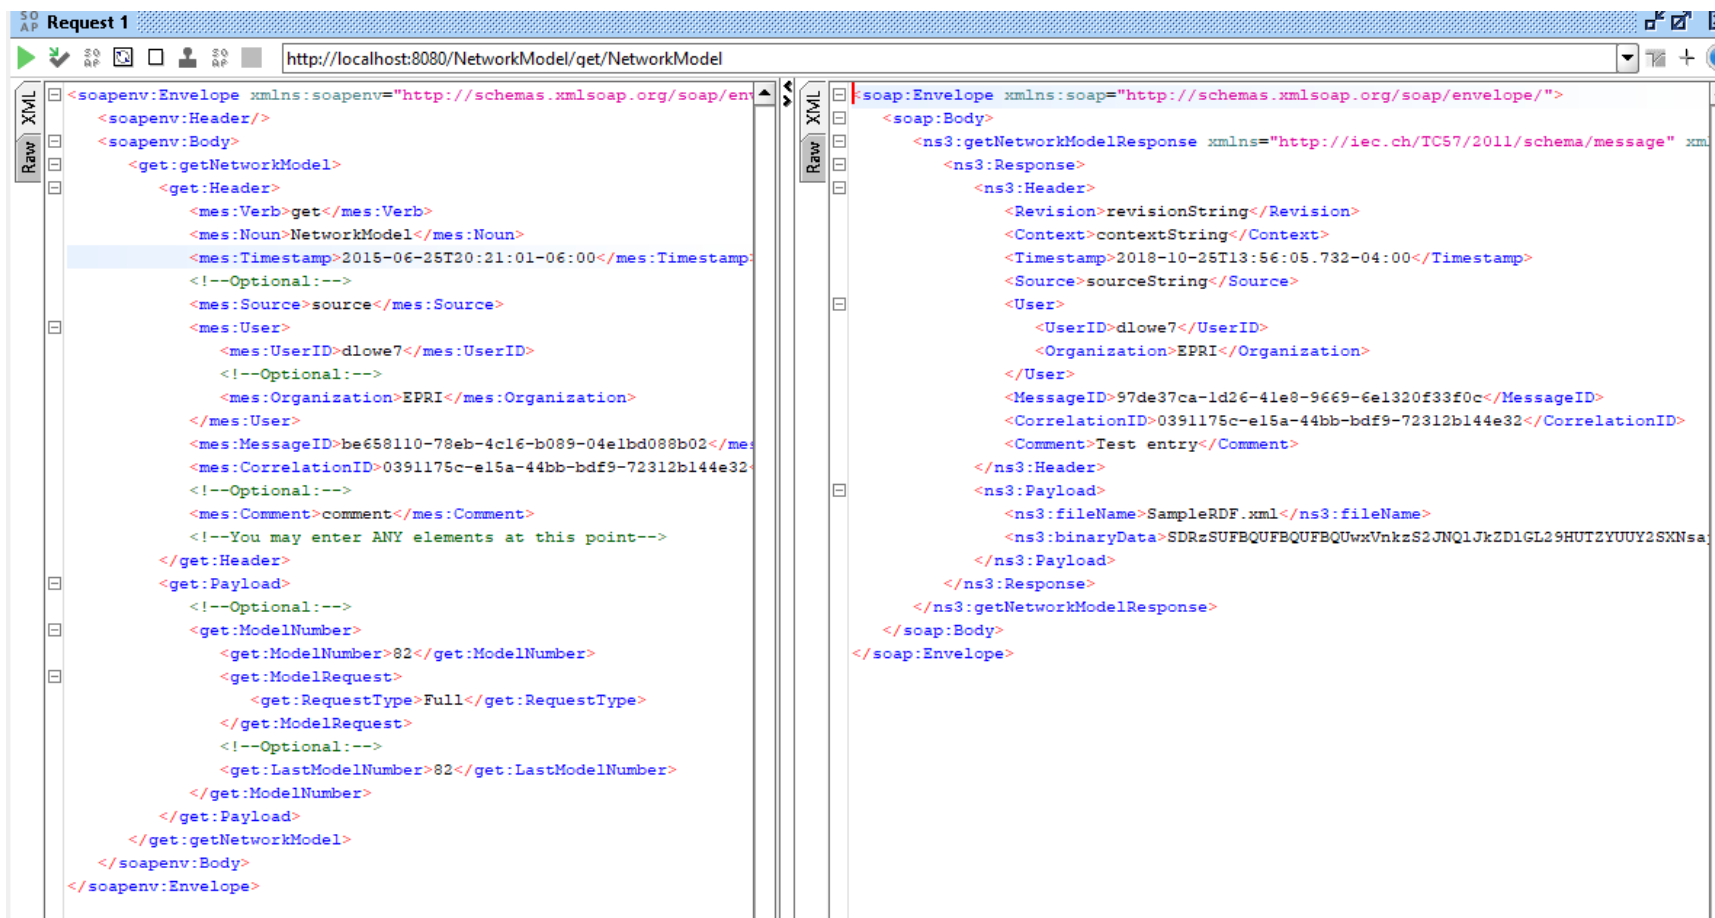 SO AP Request 1
http://localhost:8080/NetworkModel/get/NetworkModel
XML
Raw
<soapenv:Envelope xmlns:soapenv="http://schemas.xmlsoap.org/soap/env
<soapenv:Header/>
<soapenv:Body>
<get:getNetworkModel>
<get:Header>
<mes:Verb>get</mes:Verb>
<mes:Noun>NetworkModel</mes:Noun>
<mes:Timestamp>2015-06-25T20:21:01-06:00</mes:Timestamp>
<!--Optional:-->
<mes:Source>source</mes:Source>
<mes:User>
<mes:UserID>dlowe7</mes:UserID>
<!--Optional:-->
<mes:Organization>EPRI</mes:Organization>
</mes:User>
<mes:MessageID>be658110-78eb-4c16-b089-04e1bd088b02</mes
<mes:CorrelationID>0391175c-e15a-44bb-bdf9-72312b144e32<
<!--Optional:-->
<mes:Comment>comment</mes:Comment>
<!--You may enter ANY elements at this point-->
</get:Header>
<get:Payload>
<!--Optional:-->
<get:ModelNumber>
<get:ModelNumber>82</get:ModelNumber>
<get:ModelRequest>
<get:RequestType>Full</get:RequestType>
</get:ModelRequest>
<!--Optional:-->
<get:LastModelNumber>82</get:LastModelNumber>
</get:ModelNumber>
</get:Payload>
</get:getNetworkModel>
</soapenv:Body>
</soapenv:Envelope>
XML
Raw
<soap:Envelope xmlns:soap="http://schemas.xmlsoap.org/soap/envelope/">
<soap:Body>
<ns3:getNetworkModelResponse xmlns="http://iec.ch/TC57/2011/schema/message" xml
<ns3:Response>
<ns3:Header>
<Revision>revisionString</Revision>
<Context>contextString</Context>
<Timestamp>2018-10-25T13:56:05.732-04:00</Timestamp>
<Source>sourceString</Source>
<User>
<UserID>dlowe7</UserID>
<Organization>EPRI</Organization>
</User>
<MessageID>97de37ca-1d26-41e8-9669-6e1320f33f0c</MessageID>
<CorrelationID>0391175c-e15a-44bb-bdf9-72312b144e32</CorrelationID>
<Comment>Test entry</Comment>
</ns3:Header>
<ns3:Payload>
<ns3:fileName>SampleRDF.xml</ns3:fileName>
<ns3:binaryData>SDRzSUFBQUFBQUFBQUwxVnkzS2JNQlJkZDlGL29HUTZYUUY2SXNsa
</ns3:Payload>
</ns3:Response>
</ns3:getNetworkModelResponse>
</soap:Body>
</soap:Envelope>